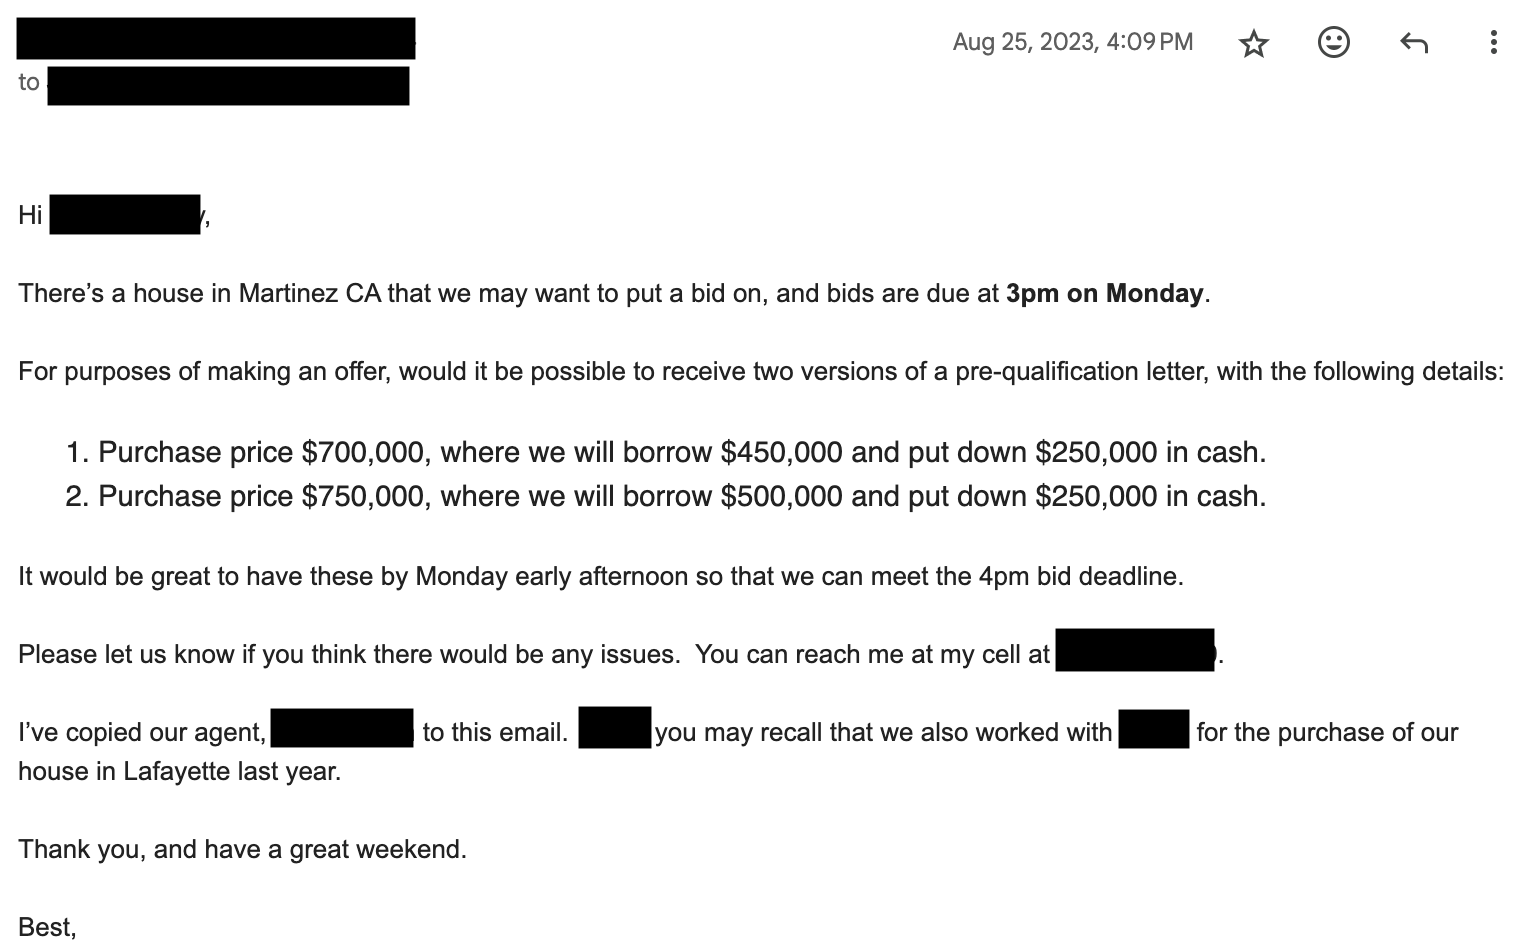 Aug 25, 2023, 4:09 PM
to
Hi ,
There’s a house in Martinez CA that we may want to put a bid on, and bids are due at 3pm on Monday.
For purposes of making an offer, would it be possible to receive two versions of a pre-qualification letter, with the following details:
1. Purchase price $700,000, where we will borrow $450,000 and put down $250,000 in cash.
2. Purchase price $750,000, where we will borrow $500,000 and put down $250,000 in cash.
It would be great to have these by Monday early afternoon so that we can meet the 4pm bid deadline.
Please let us know if you think there would be any issues.  You can reach me at my cell at .
I’ve copied our agent, to this email. you may recall that we also worked with for the purchase of our
house in Lafayette last year.
Thank you, and have a great weekend.
Best,